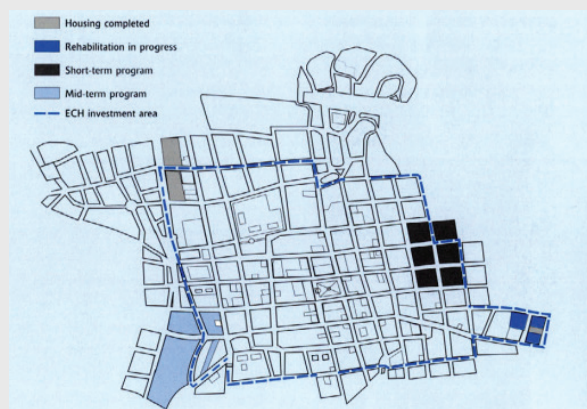 Housing completed
Rehabilitation in progress
Short-term program
Mid-term program
ECH investment area